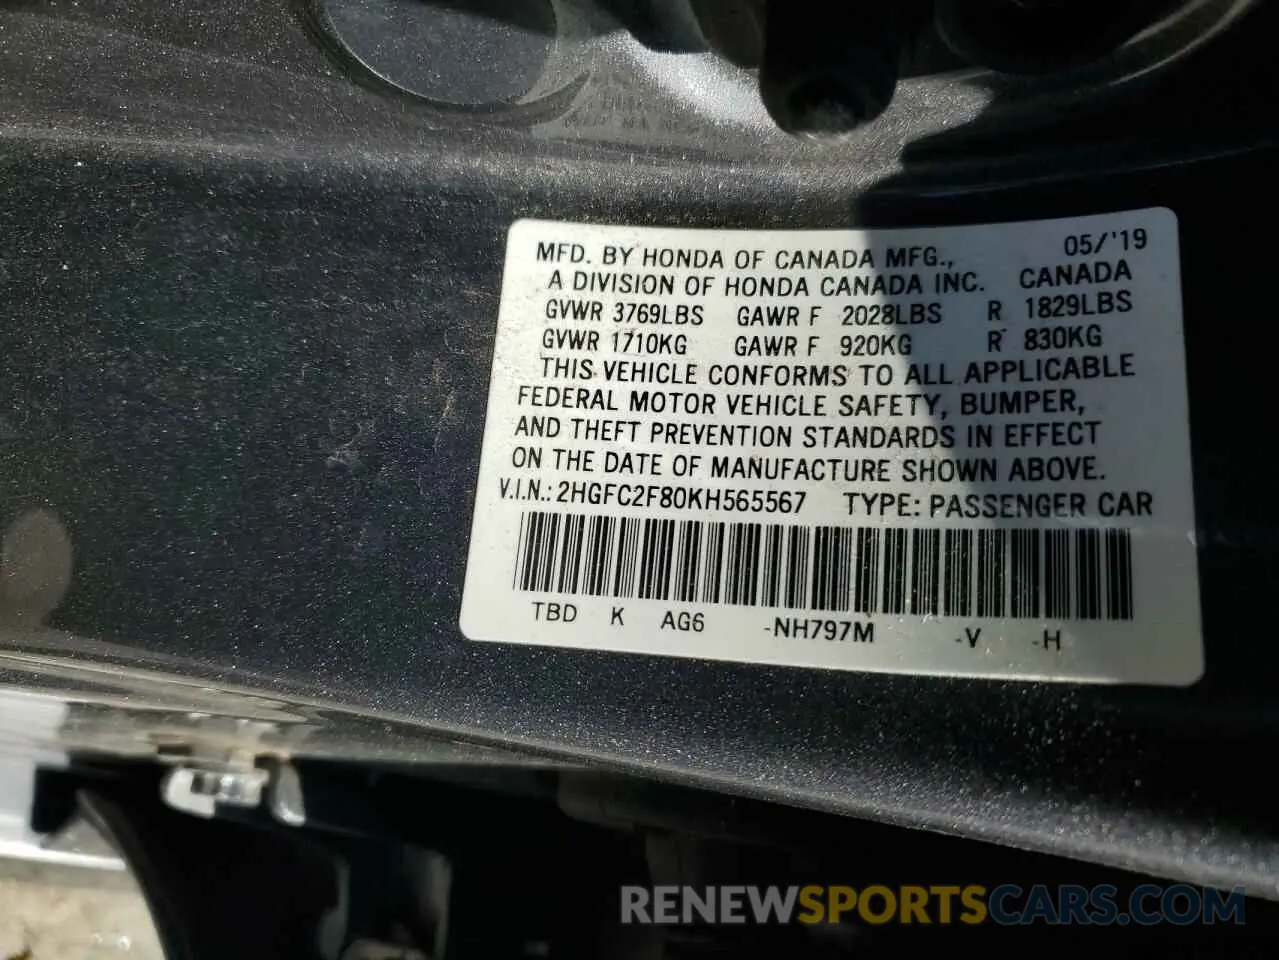 MFD. BY HONDA OF CANADA MFG., 05/'19
A DIVISION OF HONDA CANADA INC. CANADA
GVWR 3769LBS GAWR F 2028LBS R 1829LBS
GVWR 1710KG GAWR F 920KG R 830KG
THIS VEHICLE CONFORMS TO ALL APPLICABLE
FEDERAL MOTOR VEHICLE SAFETY, BUMPER,
AND THEFT PREVENTION STANDARDS IN EFFECT
ON THE DATE OF MANUFACTURE SHOWN ABOVE.
V.I.N.: 2HGFC2F80KH565567 TYPE: PASSENGER CAR
TBD K AG6 -NH797M -V -H
RENEWSPORTSCARS.COM